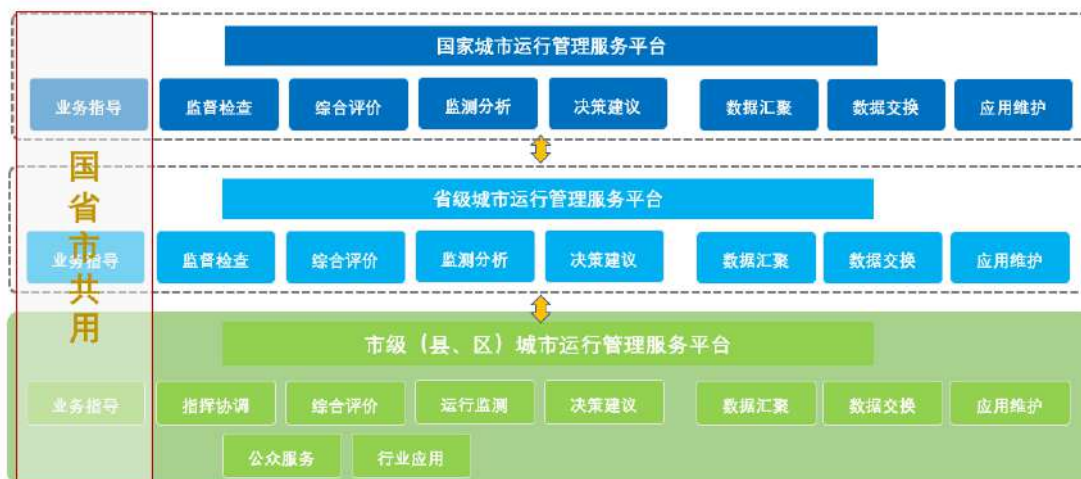 国家城市运行管理服务平台
业务指导 监督检查 综合评价 监测分析 决策建议 数据汇聚 数据交换 应用维护
国省市共用
省级城市运行管理服务平台
业务指导 监督检查 综合评价 监测分析 决策建议 数据汇聚 数据交换 应用维护
市级（县、区）城市运行管理服务平台
业务指导 指挥协调 综合评价 运行监测 决策建议 数据汇聚 数据交换 应用维护
公众服务 行业应用